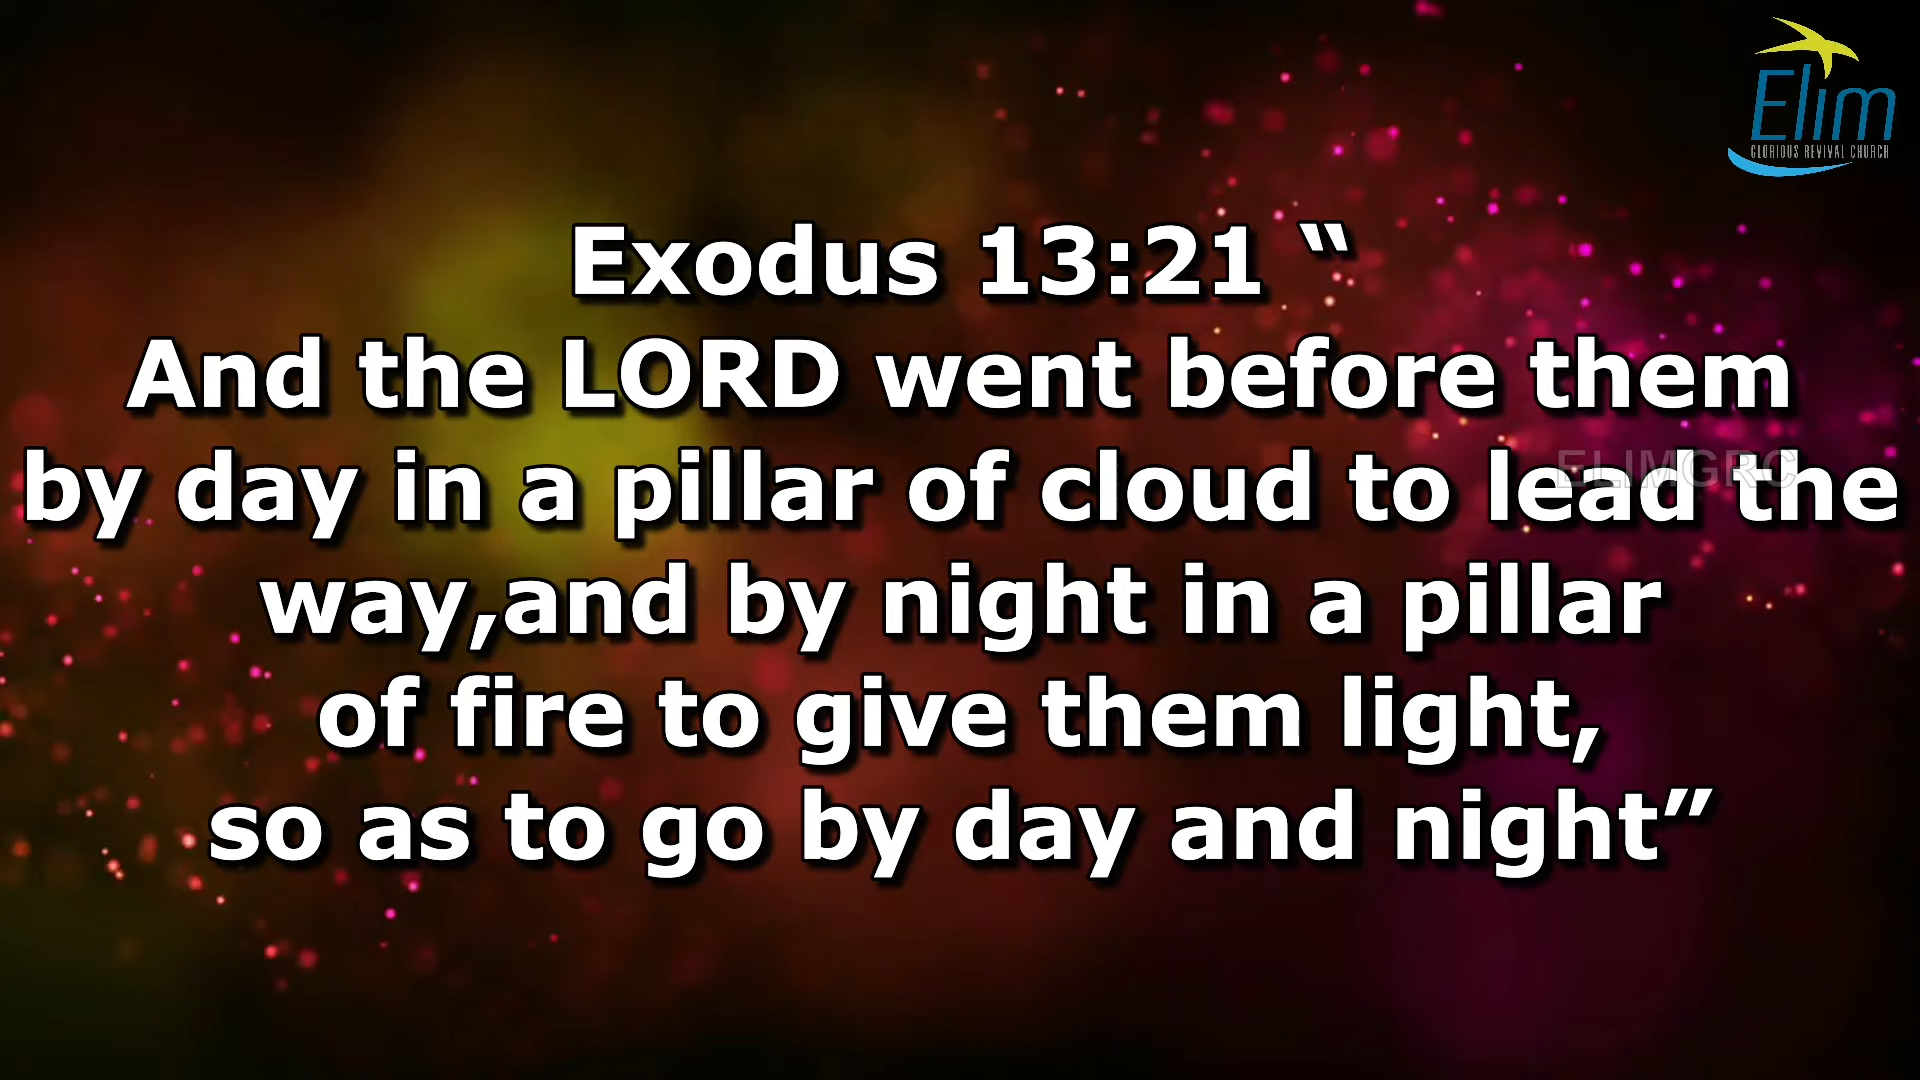 Elim
GLORIOUS REVIVAL CHURCH
Exodus 13:21 “
And the LORD went before them
by day in a pillar of cloud to lead the
ELIMGRC
way,and by night in a pillar
of fire to give them light,
so as to go by day and night”